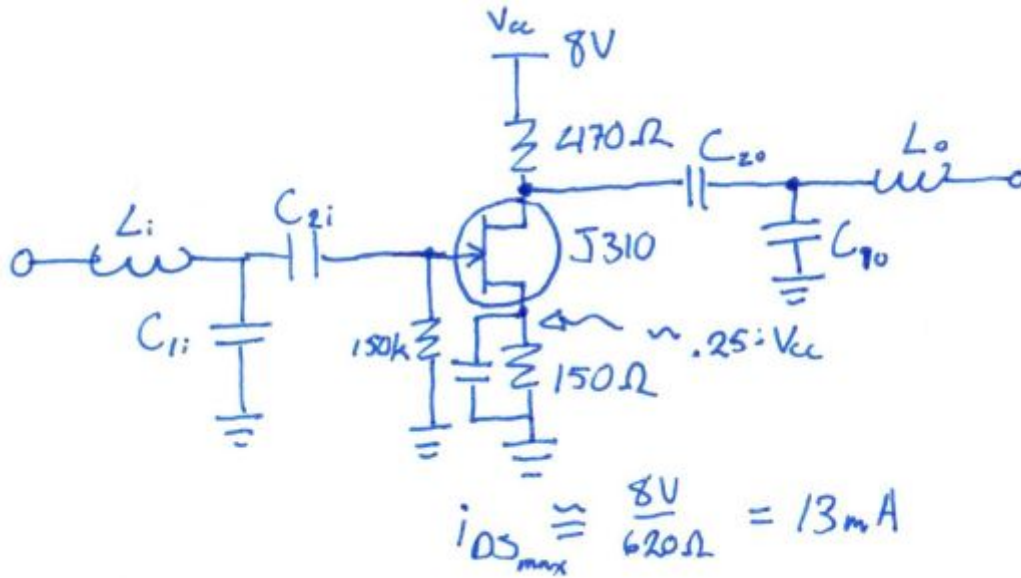 Vcc
8V
470Ω
C2o
Lo
Li
C2i
J310
C1o
C1i
150k
150Ω
~ .25·Vcc
iDSmax ≅ 8V/620Ω = 13mA